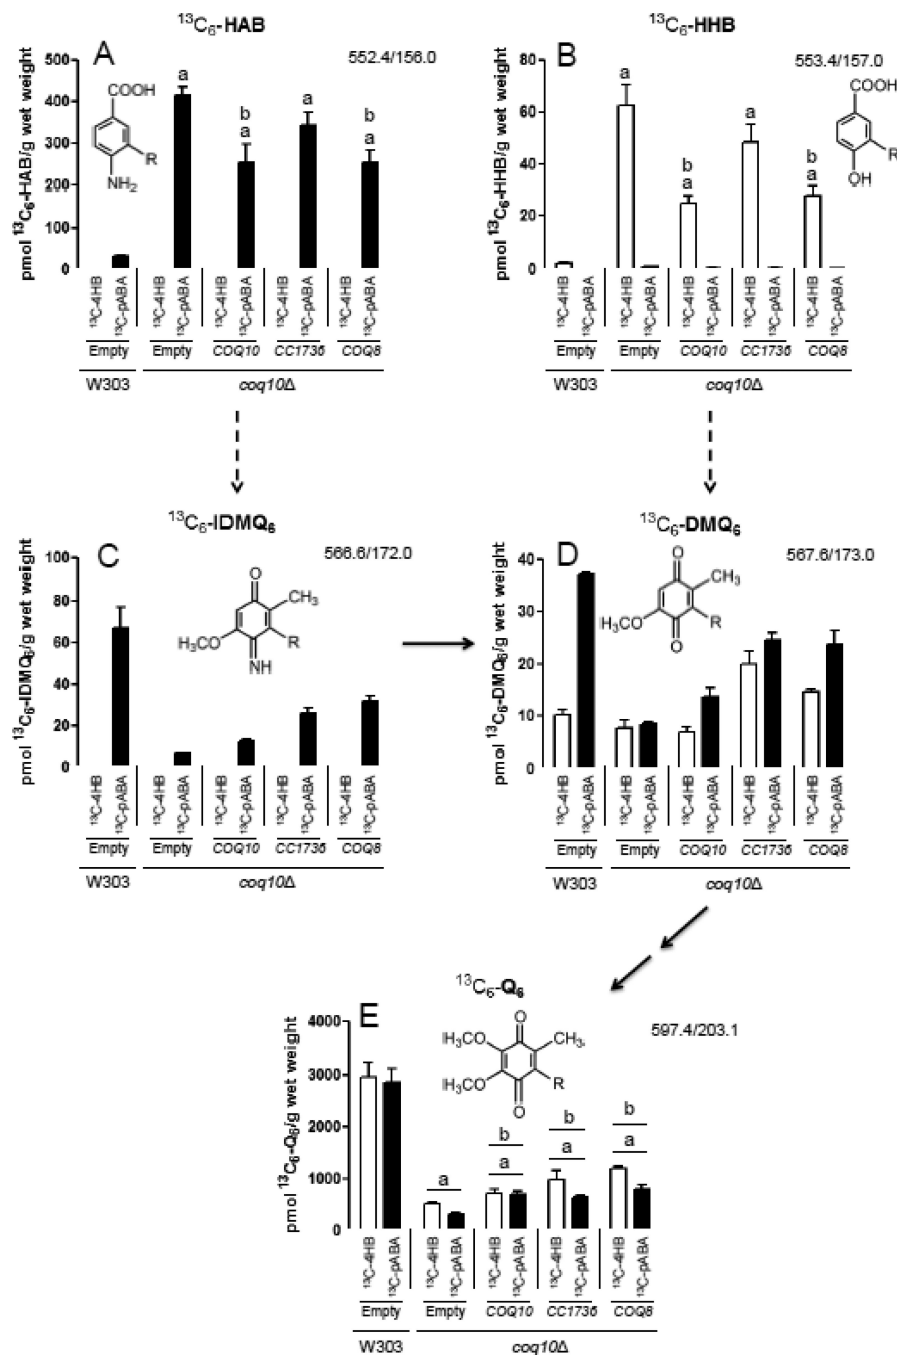 ¹³C₆-HAB
A
552.4/156.0
pmol ¹³C₆-HAB/g wet weight
500
400
300
200
100
0
COOH
R
NH₂
a
b
a
a
b
a
¹³C-4HB
¹³C-pABA
¹³C-4HB
¹³C-pABA
¹³C-4HB
¹³C-pABA
¹³C-4HB
¹³C-pABA
¹³C-4HB
¹³C-pABA
Empty Empty COQ10 CC1736 COQ8
W303 coq10Δ
¹³C₆-HHB
B
553.4/157.0
pmol ¹³C₆-HHB/g wet weight
80
60
40
20
0
COOH
R
OH
a
b
a
a
b
a
¹³C-4HB
¹³C-pABA
¹³C-4HB
¹³C-pABA
¹³C-4HB
¹³C-pABA
¹³C-4HB
¹³C-pABA
¹³C-4HB
¹³C-pABA
Empty Empty COQ10 CC1736 COQ8
W303 coq10Δ
¹³C₆-IDMQ₆
C
566.6/172.0
pmol ¹³C₆-IDMQ₆/g wet weight
100
80
60
40
20
0
O
CH₃
H₃CO
R
NH
¹³C-4HB
¹³C-pABA
¹³C-4HB
¹³C-pABA
¹³C-4HB
¹³C-pABA
¹³C-4HB
¹³C-pABA
¹³C-4HB
¹³C-pABA
Empty Empty COQ10 CC1736 COQ8
W303 coq10Δ
¹³C₆-DMQ₆
D
567.6/173.0
pmol ¹³C₆-DMQ₆/g wet weight
40
30
20
10
0
O
CH₃
H₃CO
R
O
¹³C-4HB
¹³C-pABA
¹³C-4HB
¹³C-pABA
¹³C-4HB
¹³C-pABA
¹³C-4HB
¹³C-pABA
¹³C-4HB
¹³C-pABA
Empty Empty COQ10 CC1736 COQ8
W303 coq10Δ
¹³C₆-Q₆
E
597.4/203.1
pmol ¹³C₆-Q₆/g wet weight
4000
3000
2000
1000
0
O
H₃CO
CH₃
H₃CO
R
O
a
b
a
b
a
b
a
¹³C-4HB
¹³C-pABA
¹³C-4HB
¹³C-pABA
¹³C-4HB
¹³C-pABA
¹³C-4HB
¹³C-pABA
¹³C-4HB
¹³C-pABA
Empty Empty COQ10 CC1736 COQ8
W303 coq10Δ